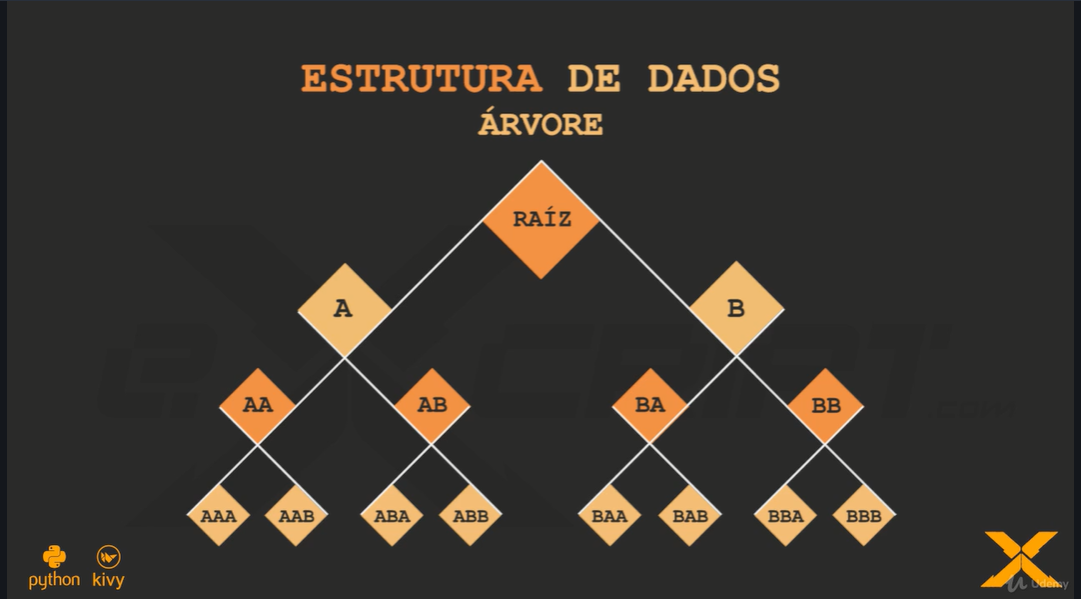 ESTRUTURA DE DADOS
ÁRVORE
RAÍZ
A B
AA AB BA BB
AAA AAB ABA ABB BAA BAB BBA BBB
python kivy
Udemy